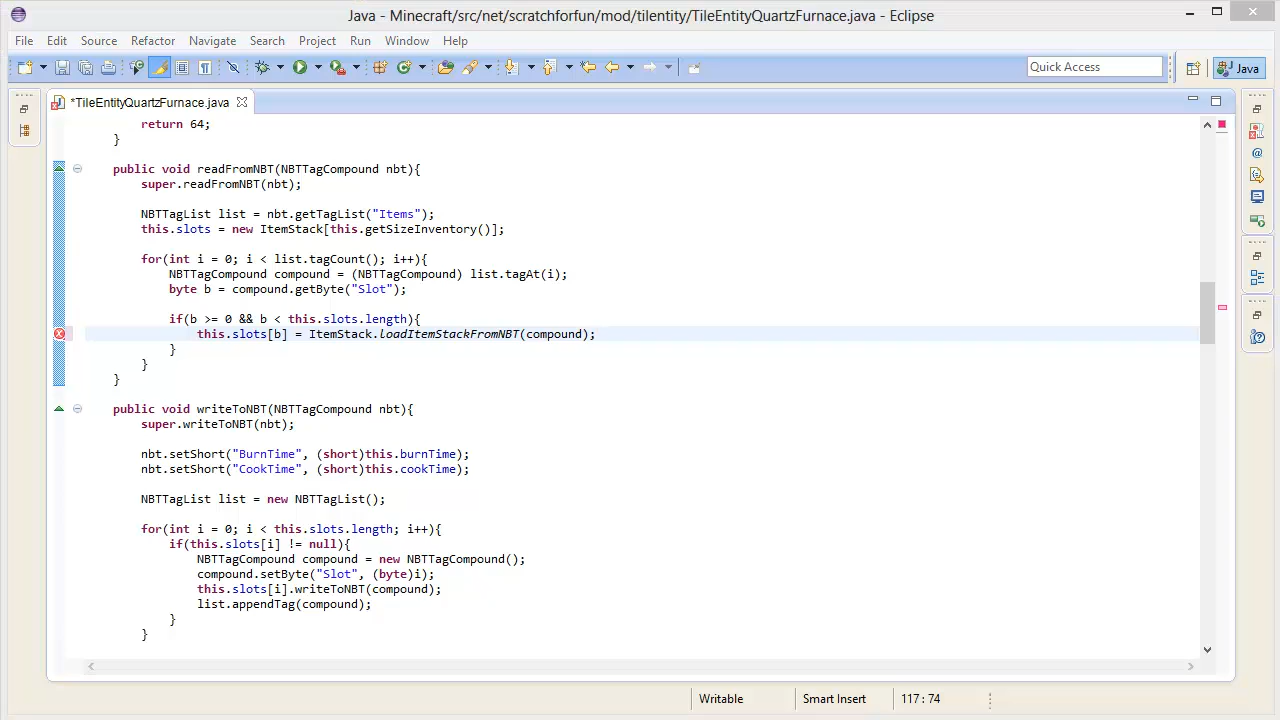 Java - Minecraft/src/net/scratchforfun/mod/tilentity/TileEntityQuartzFurnace.java - Eclipse
File Edit Source Refactor Navigate Search Project Run Window Help
Quick Access
Java
*TileEntityQuartzFurnace.java
return 64;
}
public void readFromNBT(NBTTagCompound nbt){
super.readFromNBT(nbt);
NBTTagList list = nbt.getTagList("Items");
this.slots = new ItemStack[this.getSizeInventory()];
for(int i = 0; i < list.tagCount(); i++){
NBTTagCompound compound = (NBTTagCompound) list.tagAt(i);
byte b = compound.getByte("Slot");
if(b >= 0 && b < this.slots.length){
this.slots[b] = ItemStack.loadItemStackFromNBT(compound);
}
}
}
public void writeToNBT(NBTTagCompound nbt){
super.writeToNBT(nbt);
nbt.setShort("BurnTime", (short)this.burnTime);
nbt.setShort("CookTime", (short)this.cookTime);
NBTTagList list = new NBTTagList();
for(int i = 0; i < this.slots.length; i++){
if(this.slots[i] != null){
NBTTagCompound compound = new NBTTagCompound();
compound.setByte("Slot", (byte)i);
this.slots[i].writeToNBT(compound);
list.appendTag(compound);
}
}
Writable Smart Insert 117 : 74